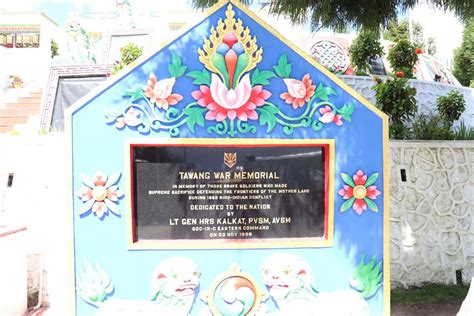 TAWANG WAR MEMORIAL
IN MEMORY OF THOSE BRAVE SOLDIERS WHO MADE
SUPREME SACRIFICE DEFENDING THE FRONTIERS OF THE MOTHER LAND
DURING 1962 SINO-INDIAN CONFLICT
DEDICATED TO THE NATION
BY
LT GEN HRS KALKAT, PVSM, AVSM
GOC-IN-C EASTERN COMMAND
ON 02 NOV 1999